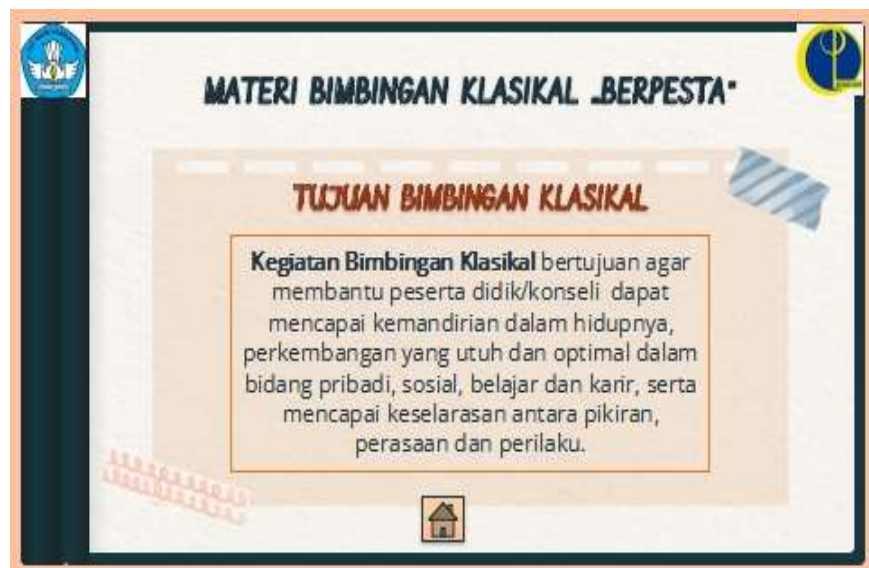 MATERI BIMBINGAN KLASIKAL „BERPESTA"
TUJUAN BIMBINGAN KLASIKAL
Kegiatan Bimbingan Klasikal bertujuan agar
membantu peserta didik/konseli dapat
mencapai kemandirian dalam hidupnya,
perkembangan yang utuh dan optimal dalam
bidang pribadi, sosial, belajar dan karir, serta
mencapai keselarasan antara pikiran,
perasaan dan perilaku.